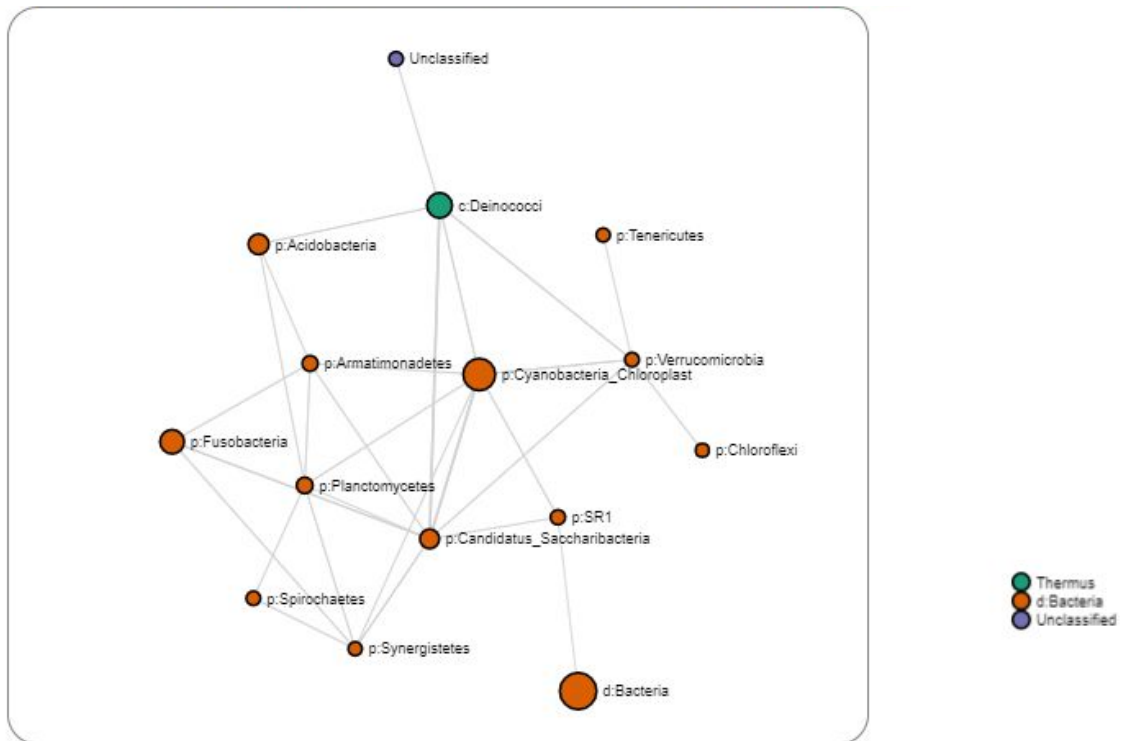 Unclassified
c:Deinococci
p:Tenericutes
p:Acidobacteria
p:Armatimonadetes
p:Verrucomicrobia
p:Cyanobacteria_Chloroplast
p:Fusobacteria
p:Chloroflexi
p:Planctomycetes
p:SR1
p:Candidatus_Saccharibacteria
p:Spirochaetes
p:Synergistetes
d:Bacteria
Thermus
d:Bacteria
Unclassified